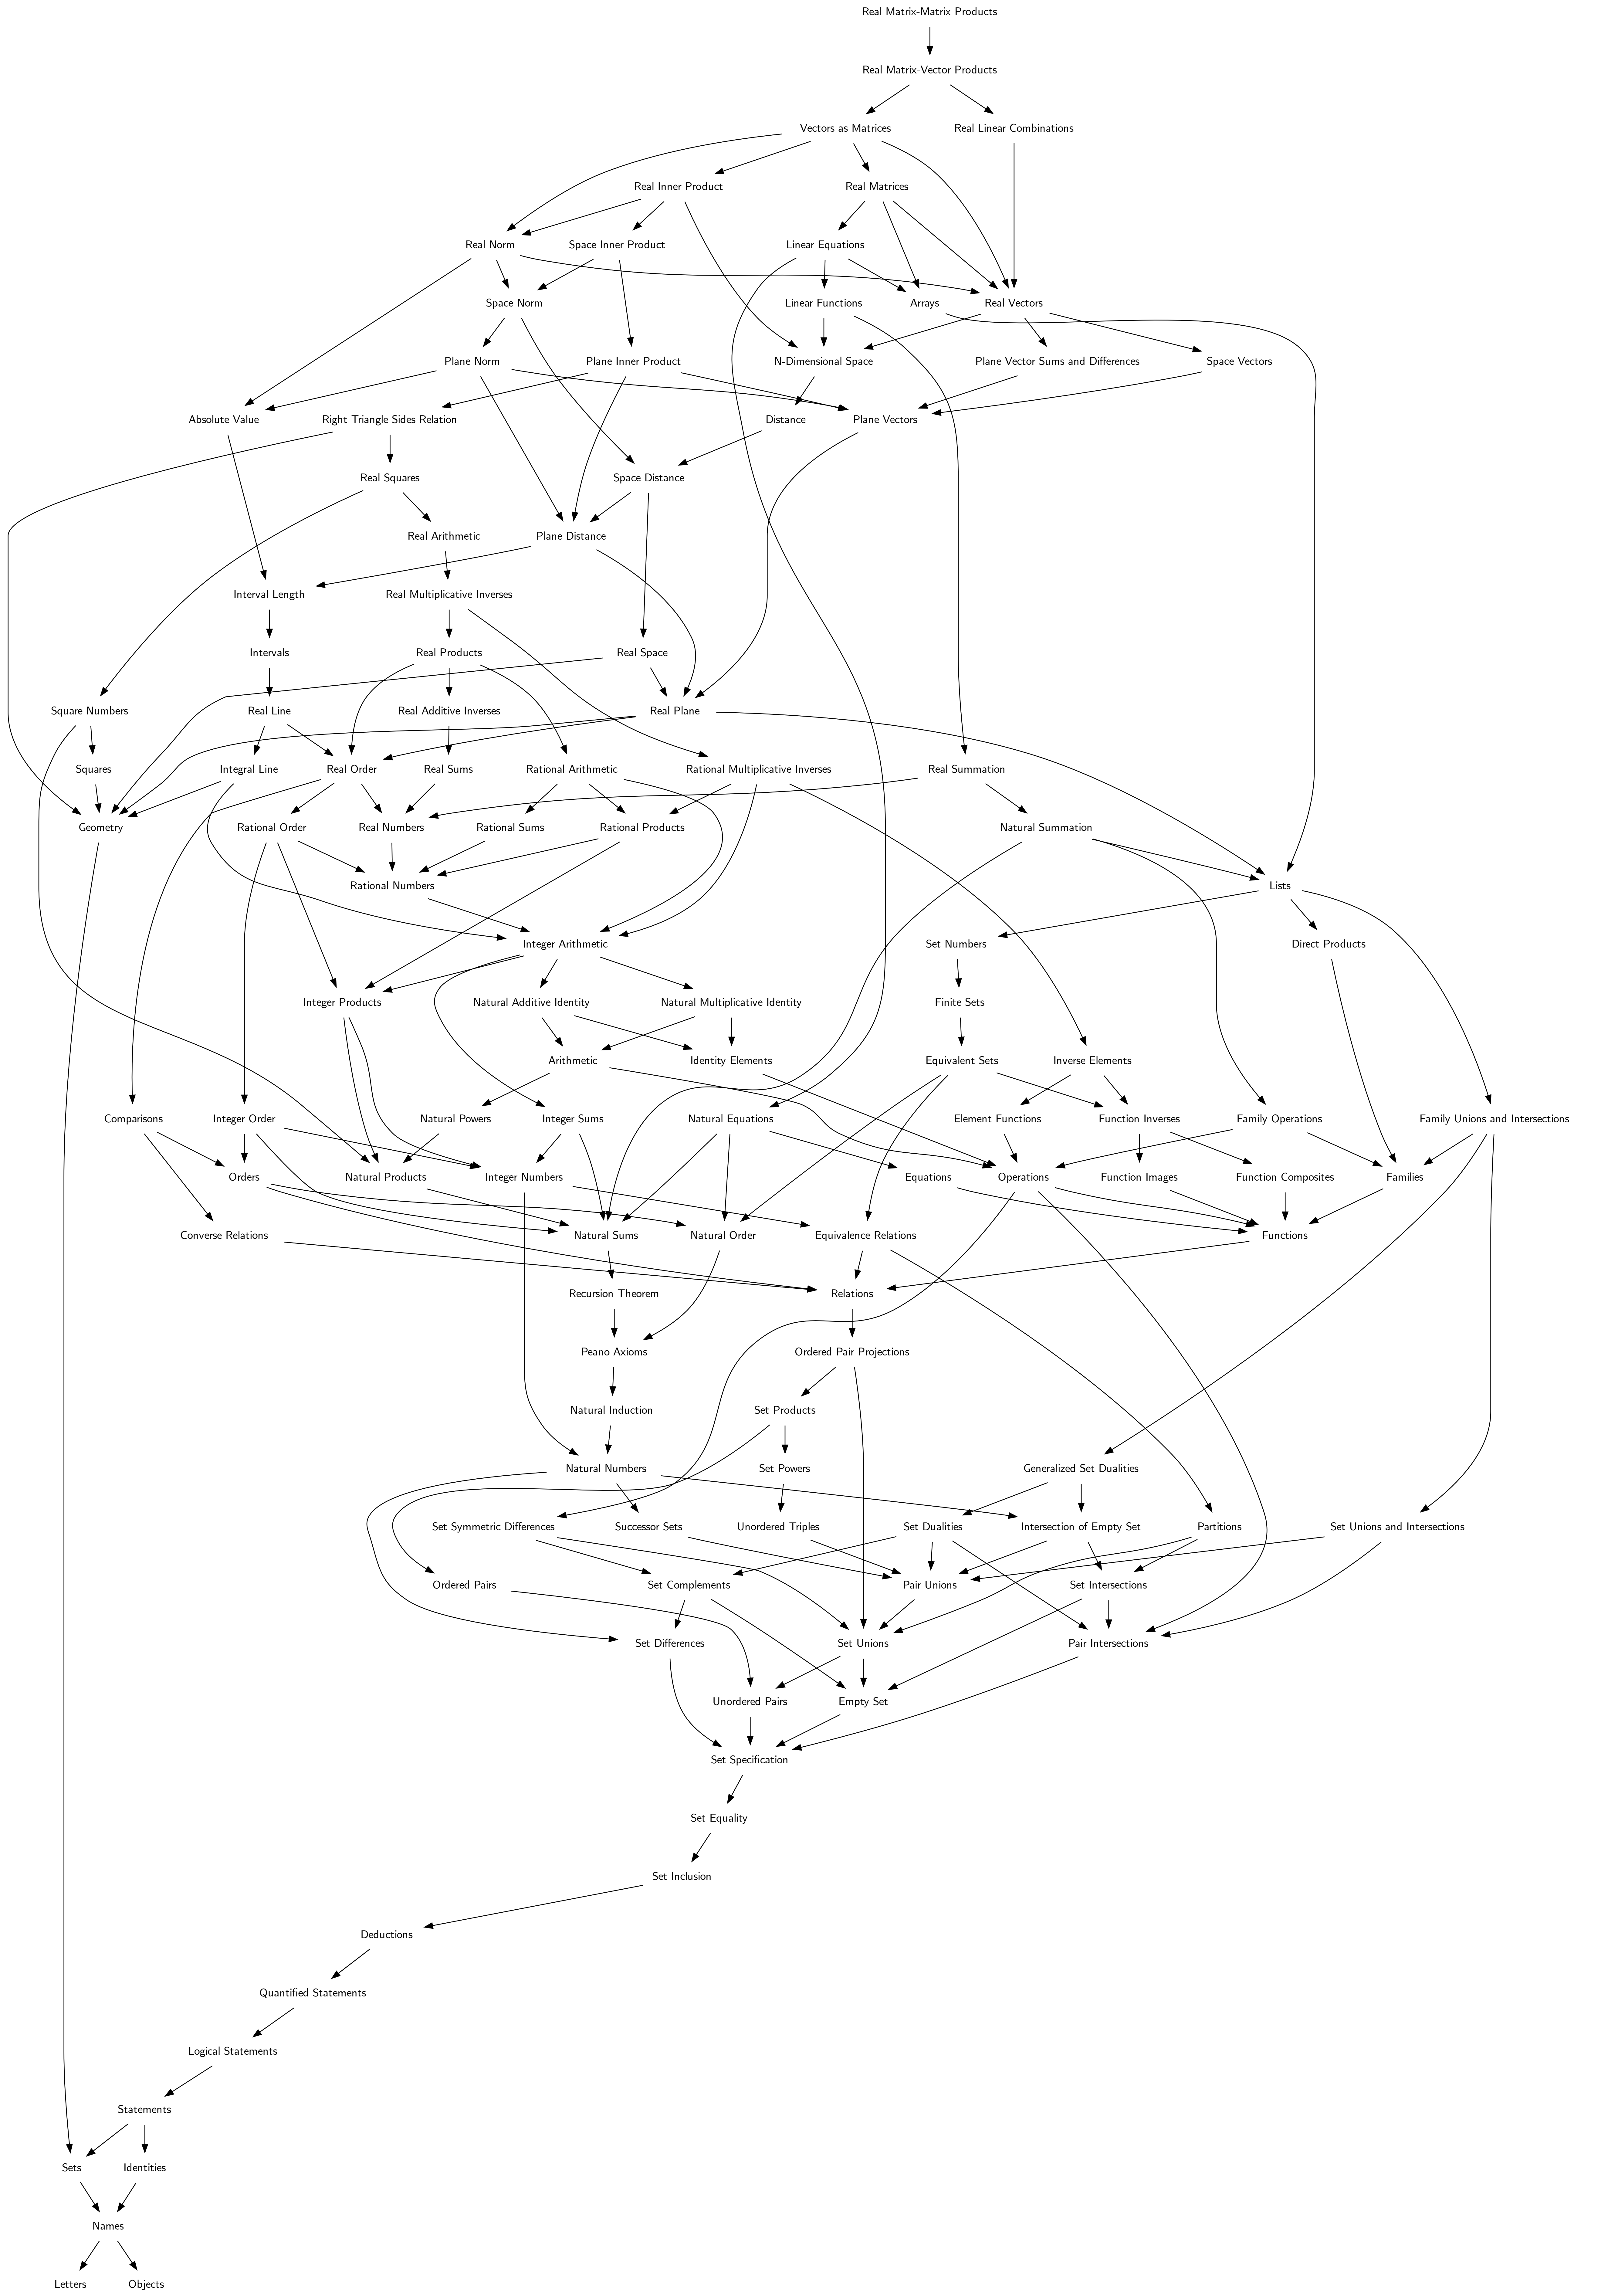 Real Matrix-Matrix Products
Real Matrix-Vector Products
Vectors as Matrices
Real Linear Combinations
Real Inner Product
Real Matrices
Real Norm
Space Inner Product
Linear Equations
Space Norm
Linear Functions
Arrays
Real Vectors
Plane Norm
Plane Inner Product
N-Dimensional Space
Plane Vector Sums and Differences
Space Vectors
Absolute Value
Right Triangle Sides Relation
Distance
Plane Vectors
Real Squares
Space Distance
Real Arithmetic
Plane Distance
Interval Length
Real Multiplicative Inverses
Intervals
Real Products
Real Space
Square Numbers
Real Line
Real Additive Inverses
Real Plane
Squares
Integral Line
Real Order
Real Sums
Rational Arithmetic
Rational Multiplicative Inverses
Real Summation
Geometry
Rational Order
Real Numbers
Rational Sums
Rational Products
Natural Summation
Rational Numbers
Lists
Integer Arithmetic
Set Numbers
Direct Products
Integer Products
Natural Additive Identity
Natural Multiplicative Identity
Finite Sets
Arithmetic
Identity Elements
Equivalent Sets
Inverse Elements
Comparisons
Integer Order
Natural Powers
Integer Sums
Natural Equations
Element Functions
Function Inverses
Family Operations
Family Unions and Intersections
Orders
Natural Products
Integer Numbers
Equations
Operations
Function Images
Function Composites
Families
Converse Relations
Natural Sums
Natural Order
Equivalence Relations
Functions
Recursion Theorem
Relations
Peano Axioms
Ordered Pair Projections
Natural Induction
Set Products
Natural Numbers
Set Powers
Generalized Set Dualities
Set Symmetric Differences
Successor Sets
Unordered Triples
Set Dualities
Intersection of Empty Set
Partitions
Set Unions and Intersections
Ordered Pairs
Set Complements
Pair Unions
Set Intersections
Set Differences
Set Unions
Pair Intersections
Unordered Pairs
Empty Set
Set Specification
Set Equality
Set Inclusion
Deductions
Quantified Statements
Logical Statements
Statements
Sets
Identities
Names
Letters
Objects